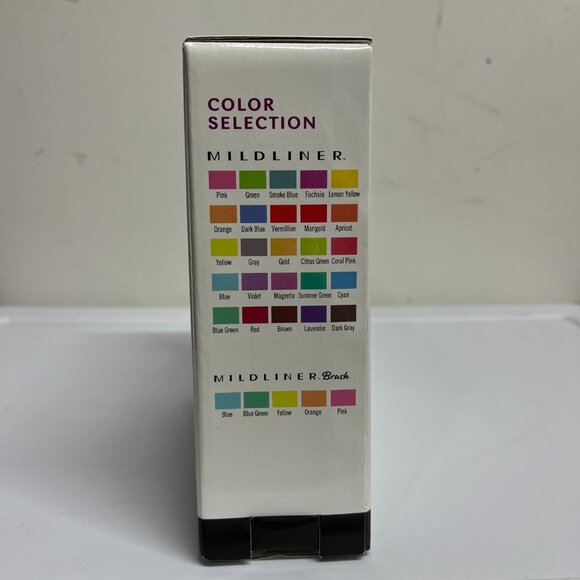 COLOR
SELECTION
MILDLINER™
Pink Green Smoke Blue Fuchsia Lemon Yellow
Orange Dark Blue Vermillion Marigold Apricot
Yellow Gray Gold Citrus Green Coral Pink
Blue Violet Magenta Summer Green Cyan
Blue Green Red Brown Lavender Dark Gray
MILDLINER™ Brush
Blue Blue Green Yellow Orange Pink